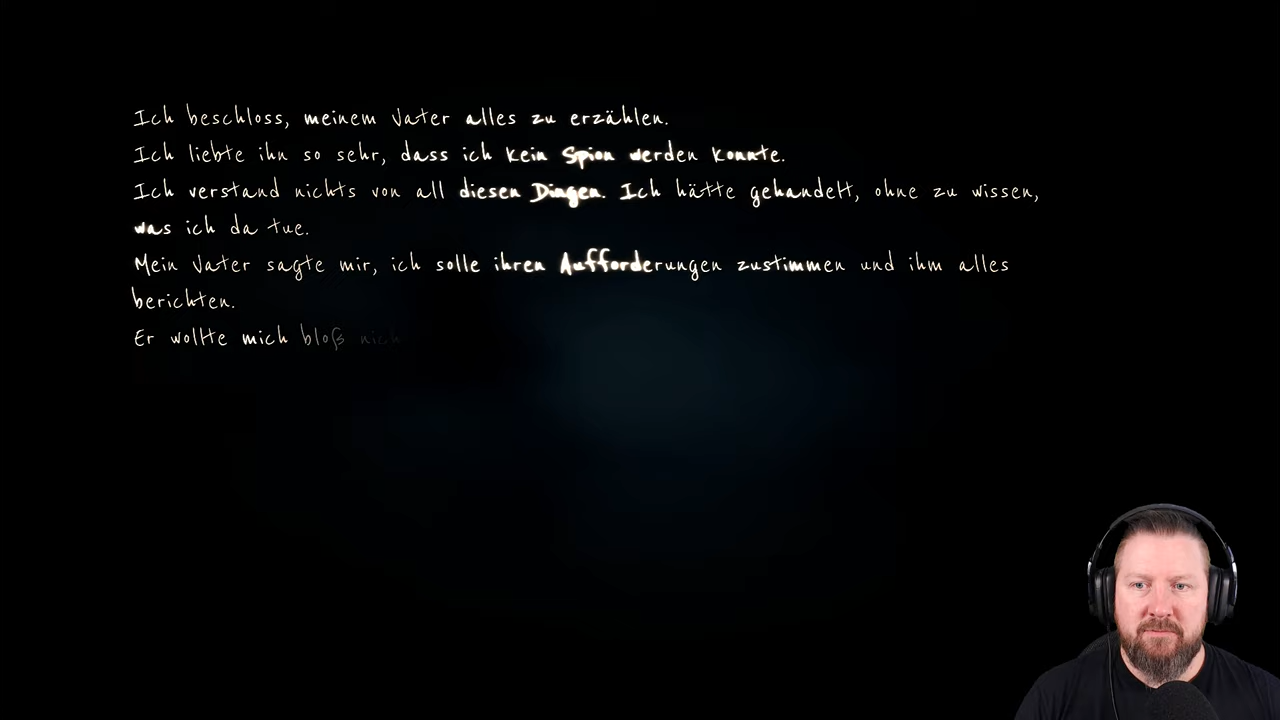 Ich beschloss, meinem Vater alles zu erzählen.
Ich liebte ihn so sehr, dass ich kein Spion werden konnte.
Ich verstand nichts von all diesen Dingen. Ich hätte gehandelt, ohne zu wissen,
was ich da tue.
Mein Vater sagte mir, ich solle ihren Aufforderungen zustimmen und ihm alles
berichten.
Er wollte mich bloß nich